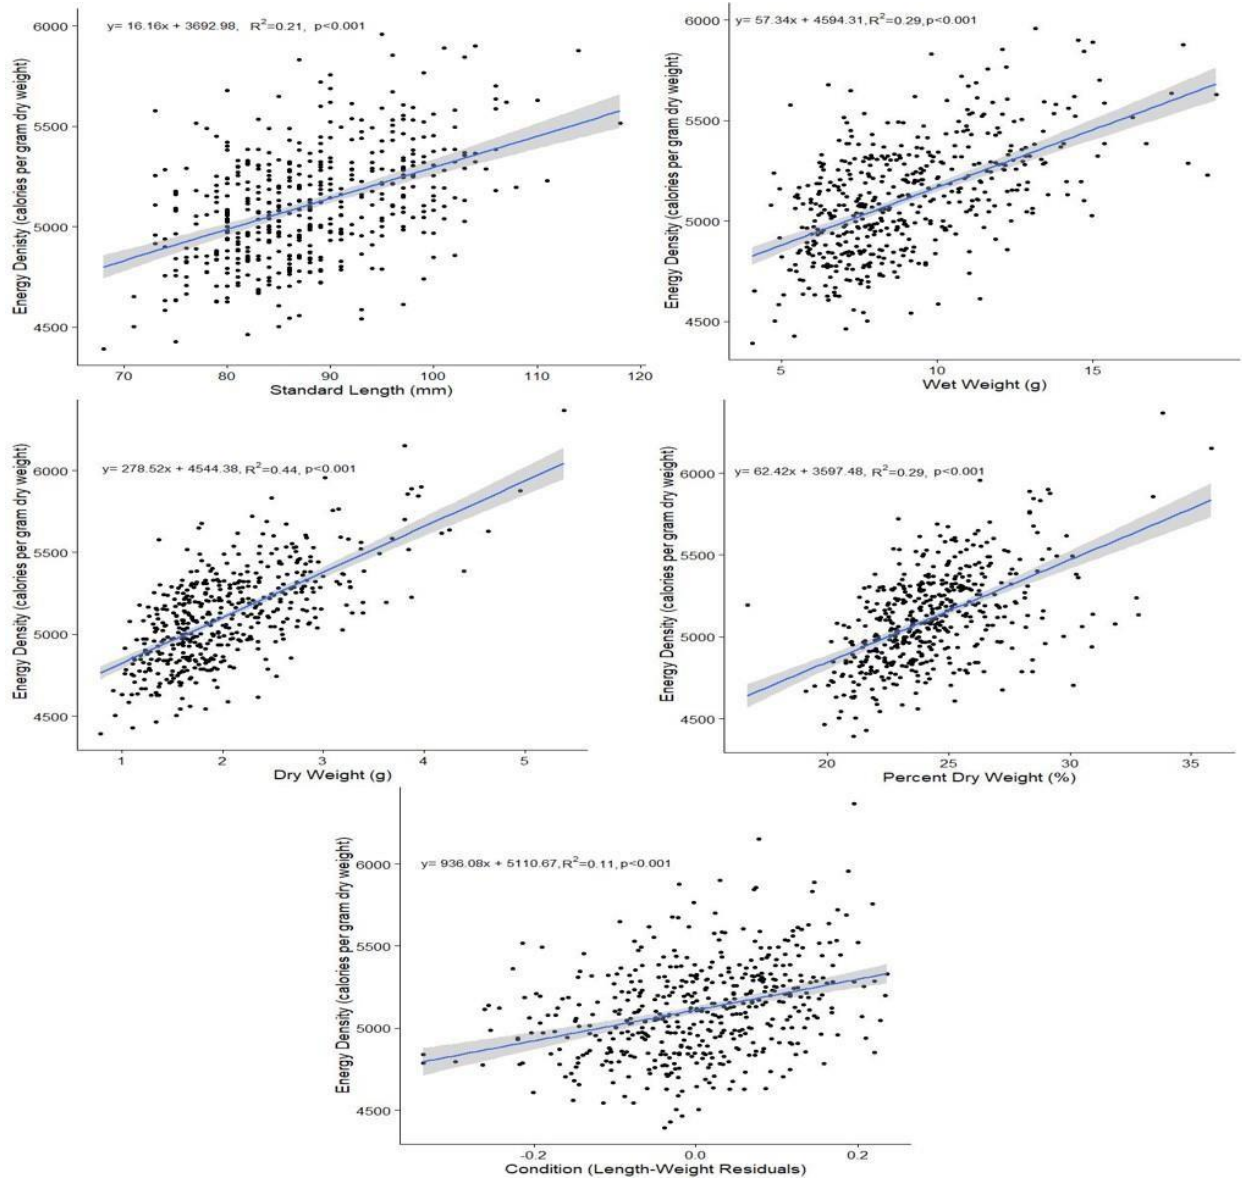 y= 16.16x + 3692.98, R²=0.21, p<0.001
6000
5500
5000
4500
Energy Denisty (calories per gram dry weight)
70 80 90 100 110 120
Standard Length (mm)
y= 57.34x + 4594.31, R²=0.29, p<0.001
6000
5500
5000
4500
Energy Density (calories per gram dry weight)
5 10 15
Wet Weight (g)
y= 278.52x + 4544.38, R²=0.44, p<0.001
6000
5500
5000
4500
Energy Density (calories per gram dry weight)
1 2 3 4 5
Dry Weight (g)
y= 62.42x + 3597.48, R²=0.29, p<0.001
6000
5500
5000
4500
Energy Density (calories per gram dry weight)
20 25 30 35
Percent Dry Weight (%)
y= 936.08x + 5110.67, R²=0.11, p<0.001
6000
5500
5000
4500
Energy Density (calories per gram dry weight)
-0.2 0.0 0.2
Condition (Length-Weight Residuals)